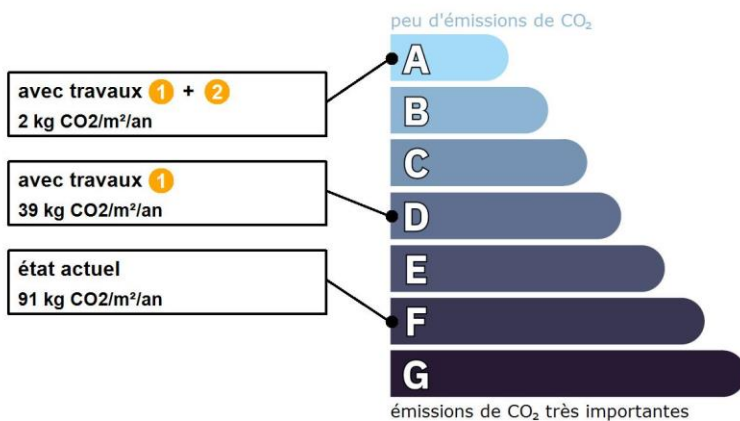 peu d'émissions de CO₂
A
avec travaux 1 + 2
2 kg CO2/m²/an
B
C
avec travaux 1
39 kg CO2/m²/an
D
E
état actuel
91 kg CO2/m²/an
F
G
émissions de CO₂ très importantes